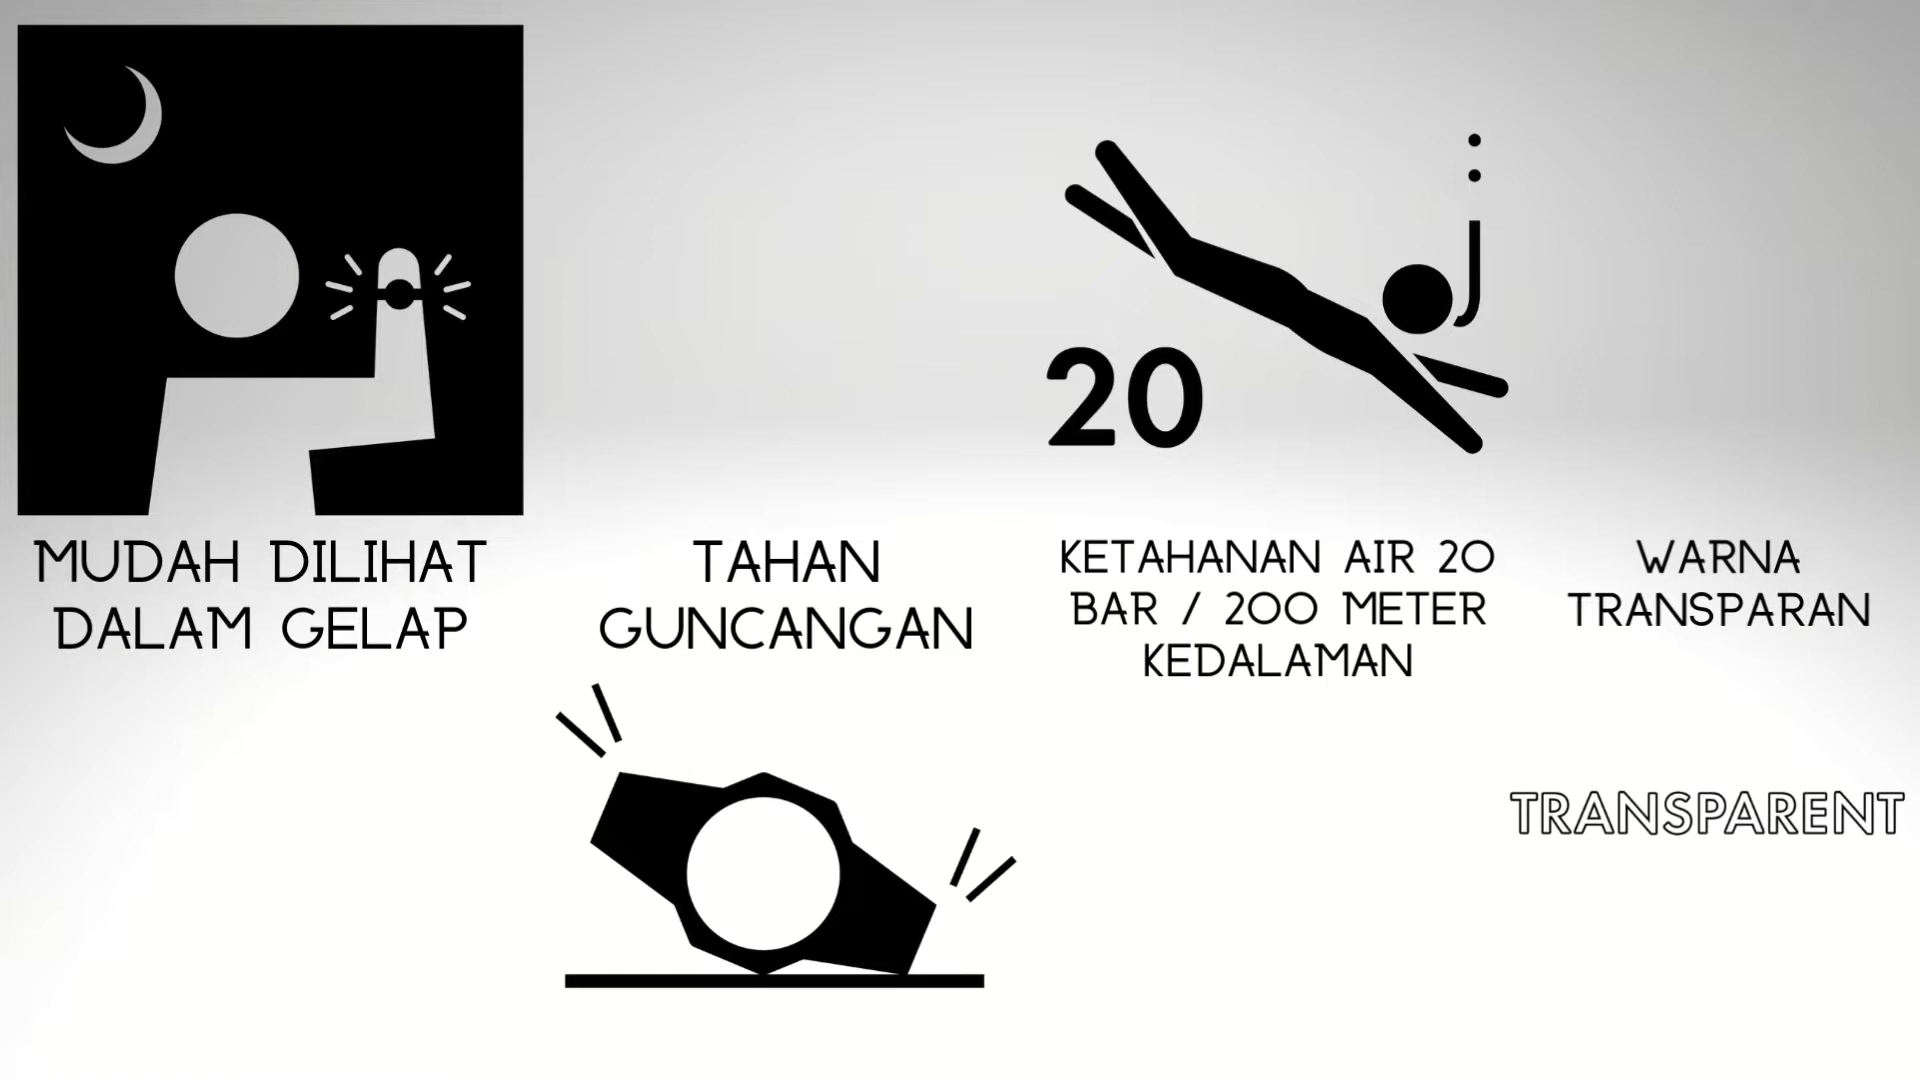 20
MUDAH DILIHAT
DALAM GELAP
TAHAN
GUNCANGAN
KETAHANAN AIR 20
BAR / 200 METER
KEDALAMAN
WARNA
TRANSPARAN
TRANSPARENT